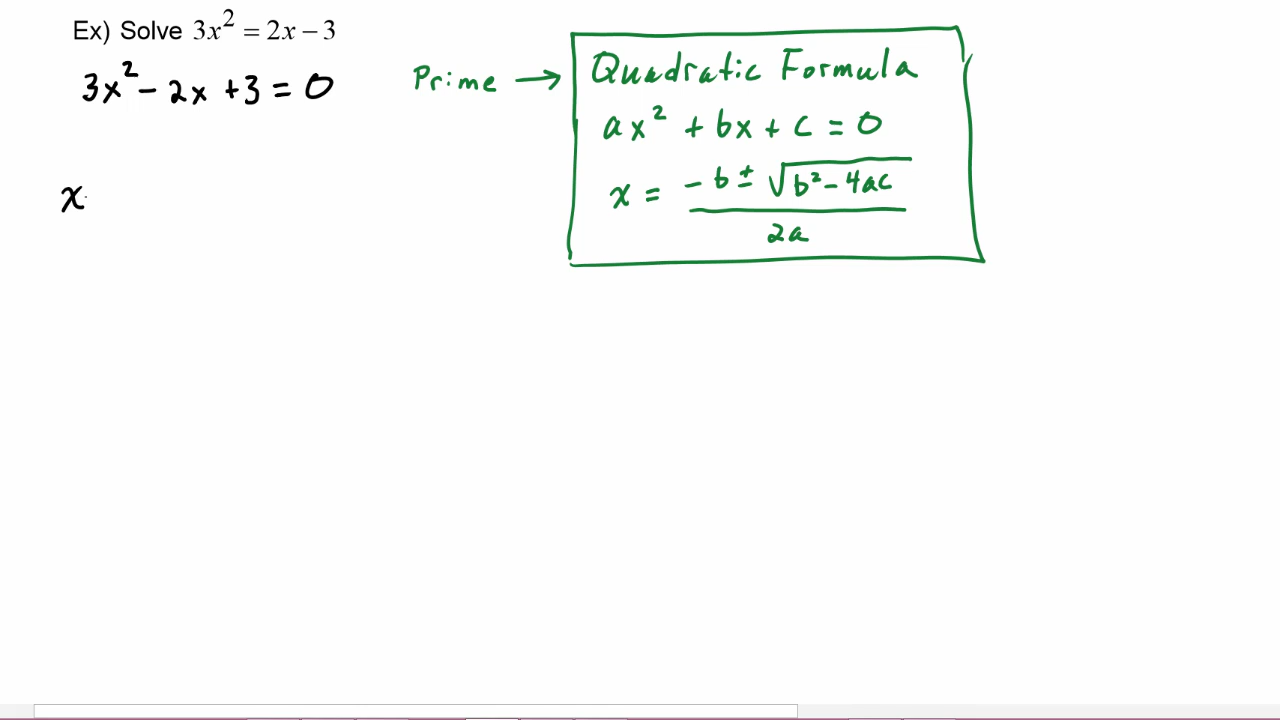 Ex) Solve 3x² = 2x − 3
3x² − 2x + 3 = 0
x
Prime →
Quadratic Formula
ax² + bx + c = 0
x = (−b ± √(b² − 4ac)) / 2a